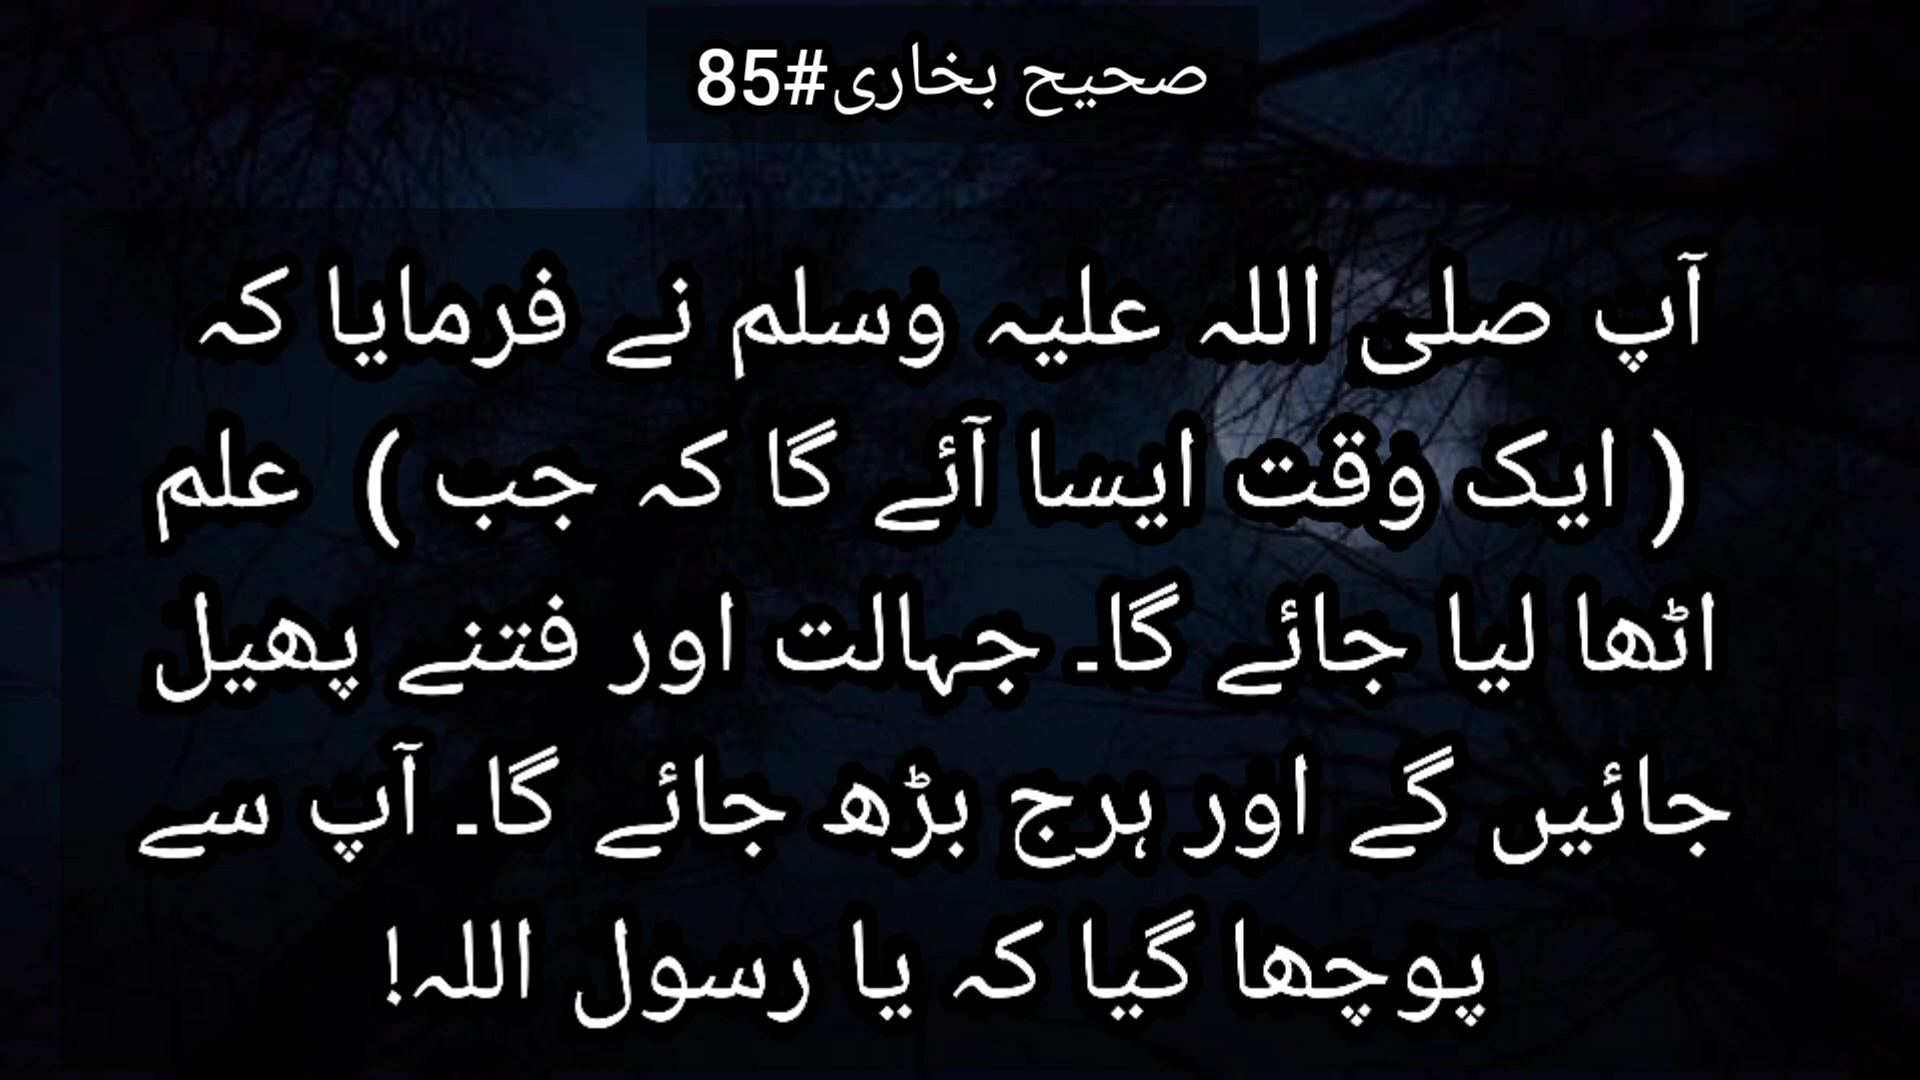 صحیح بخاری#85
آپ صلی اللہ علیہ وسلم نے فرمایا کہ
( ایک وقت ایسا آئے گا کہ جب ) علم
اٹھا لیا جائے گا۔ جہالت اور فتنے پھیل
جائیں گے اور ہرج بڑھ جائے گا۔ آپ سے
پوچھا گیا کہ یا رسول اللہ!